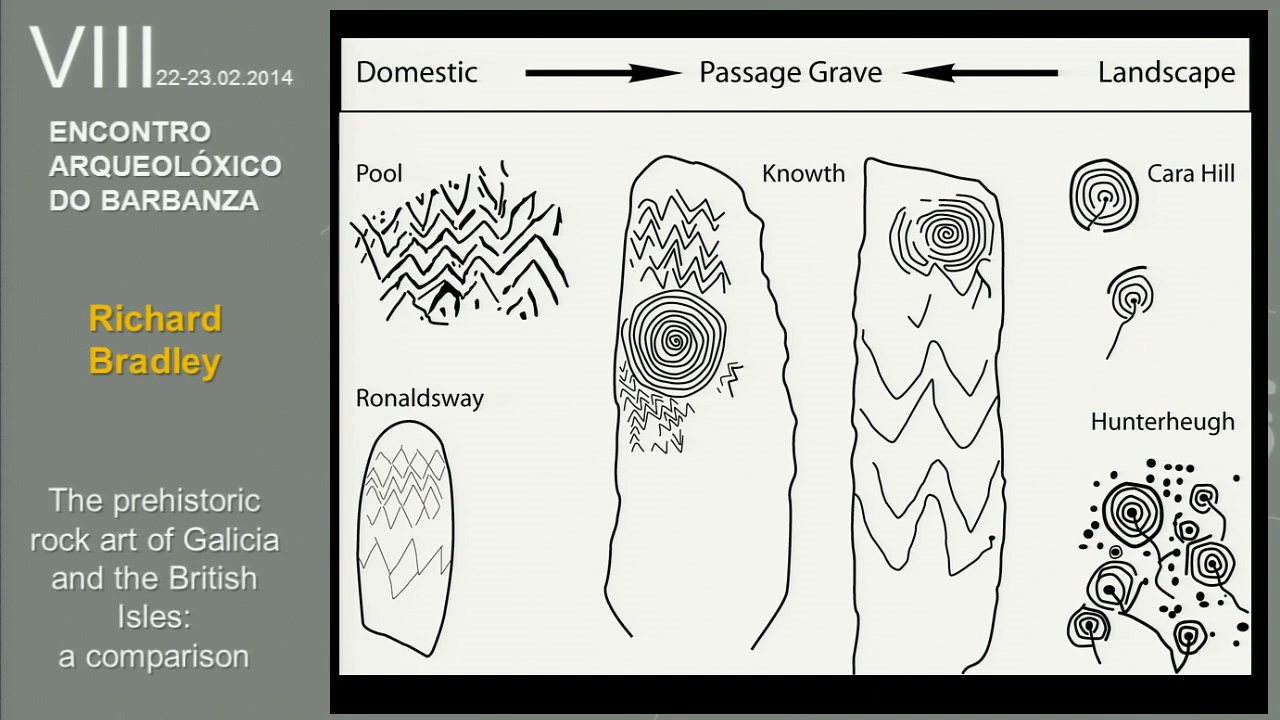 VIII 22-23.02.2014
ENCONTRO
ARQUEOLÓXICO
DO BARBANZA
Richard
Bradley
The prehistoric
rock art of Galicia
and the British
Isles:
a comparison
Domestic Passage Grave Landscape
Pool
Knowth
Cara Hill
Ronaldsway
Hunterheugh